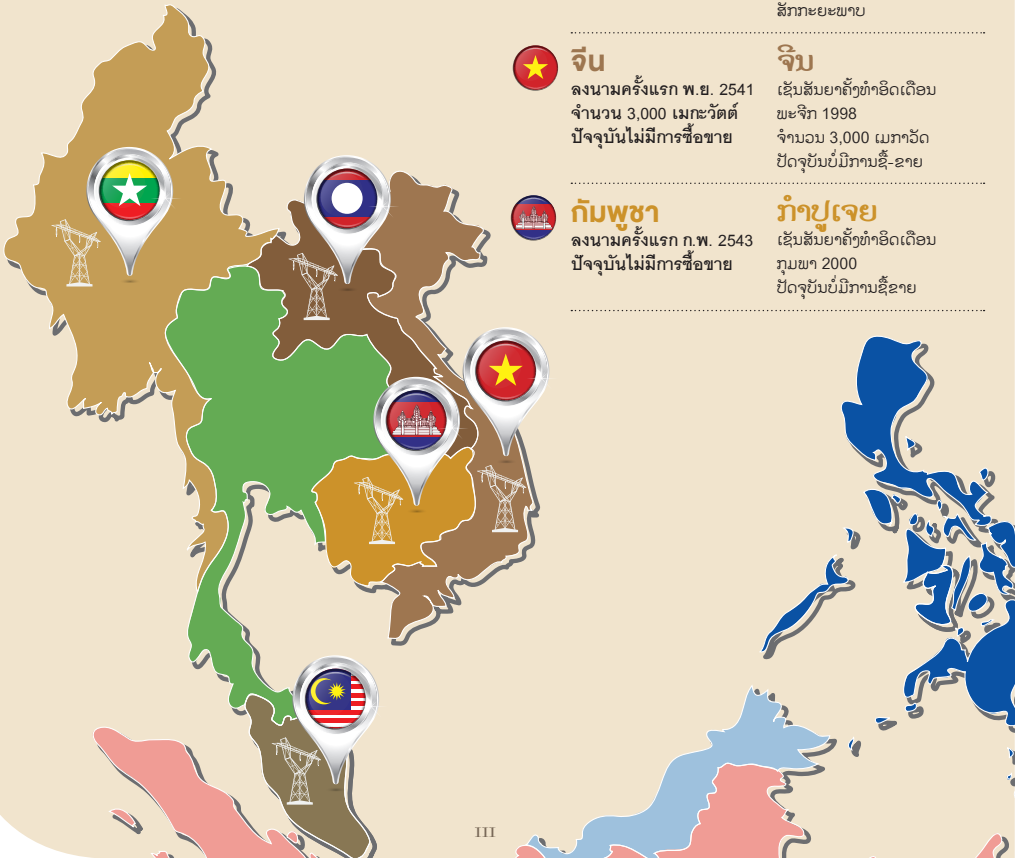 ສັກກະຍະພາບ
จีน
ลงนามครั้งแรก พ.ย. 2541
จำนวน 3,000 เมกะวัตต์
ปัจจุบันไม่มีการซื้อขาย
ຈີນ
ເຊັນສັນຍາຄັ້ງທຳອິດເດືອນ
ພະຈິກ 1998
ຈຳນວນ 3,000 ເມກາວັດ
ປັດຈຸບັນບໍ່ມີການຊື້-ຂາຍ
กัมพูชา
ลงนามครั้งแรก ก.พ. 2543
ปัจจุบันไม่มีการซื้อขาย
ກຳປູເຈຍ
ເຊັນສັນຍາຄັ້ງທຳອິດເດືອນ
ກຸມພາ 2000
ປັດຈຸບັນບໍ່ມີການຊື້ຂາຍ
III